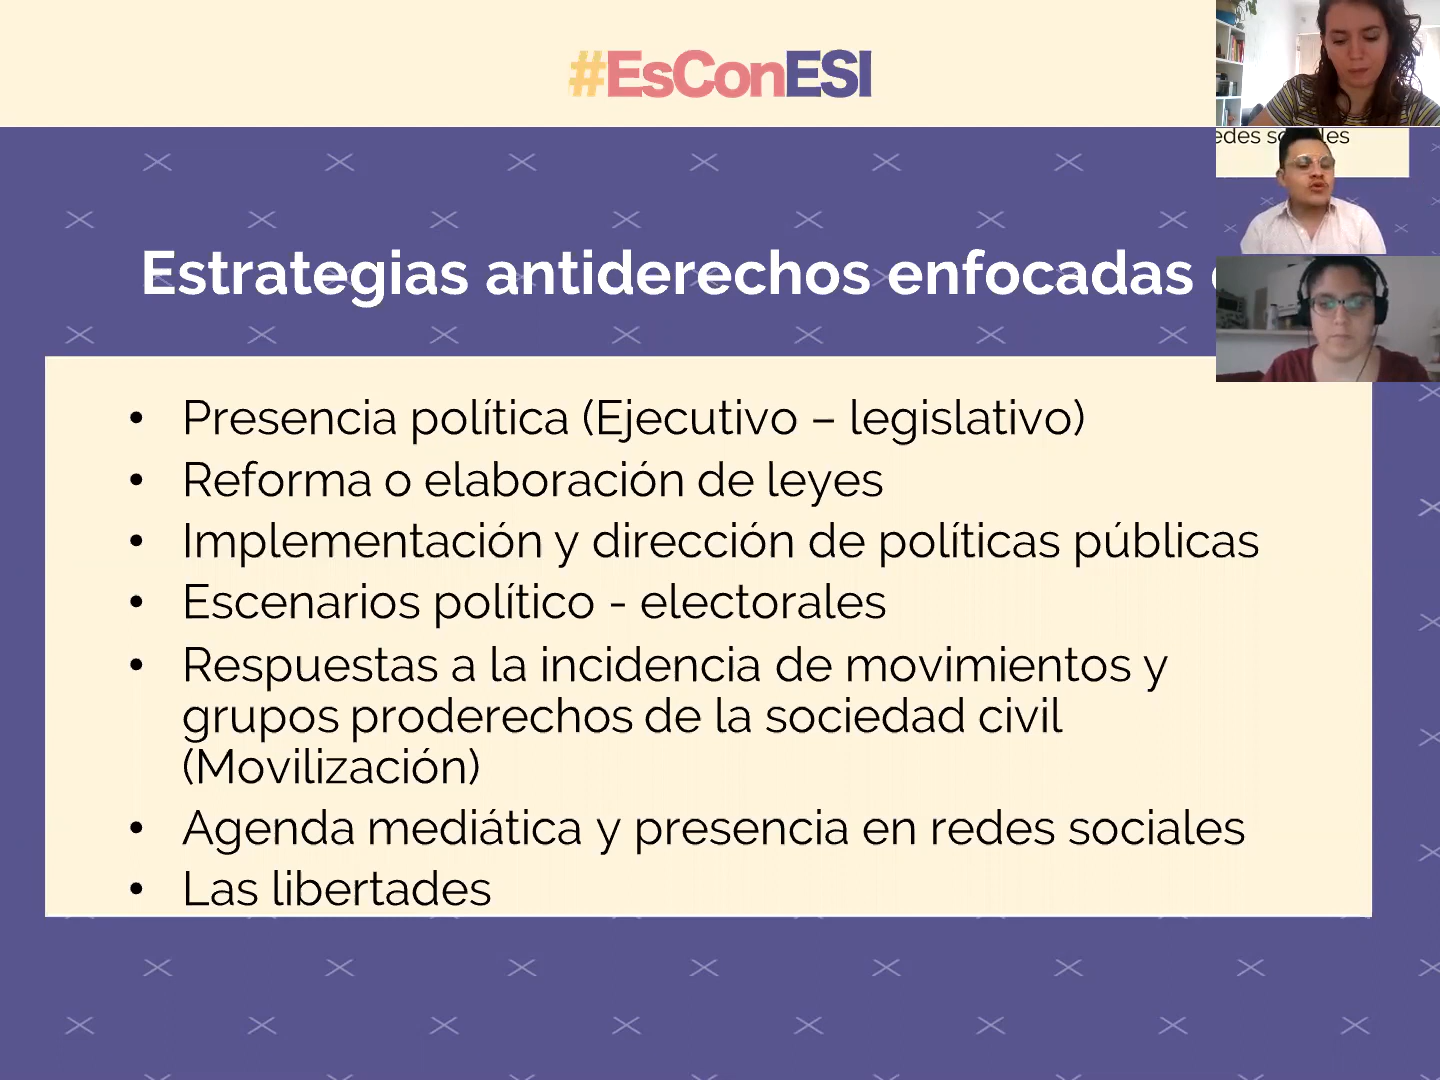 #EsConESI
Estrategias antiderechos enfocadas
Presencia política (Ejecutivo – legislativo)
Reforma o elaboración de leyes
Implementación y dirección de políticas públicas
Escenarios político - electorales
Respuestas a la incidencia de movimientos y
grupos proderechos de la sociedad civil
(Movilización)
Agenda mediática y presencia en redes sociales
Las libertades